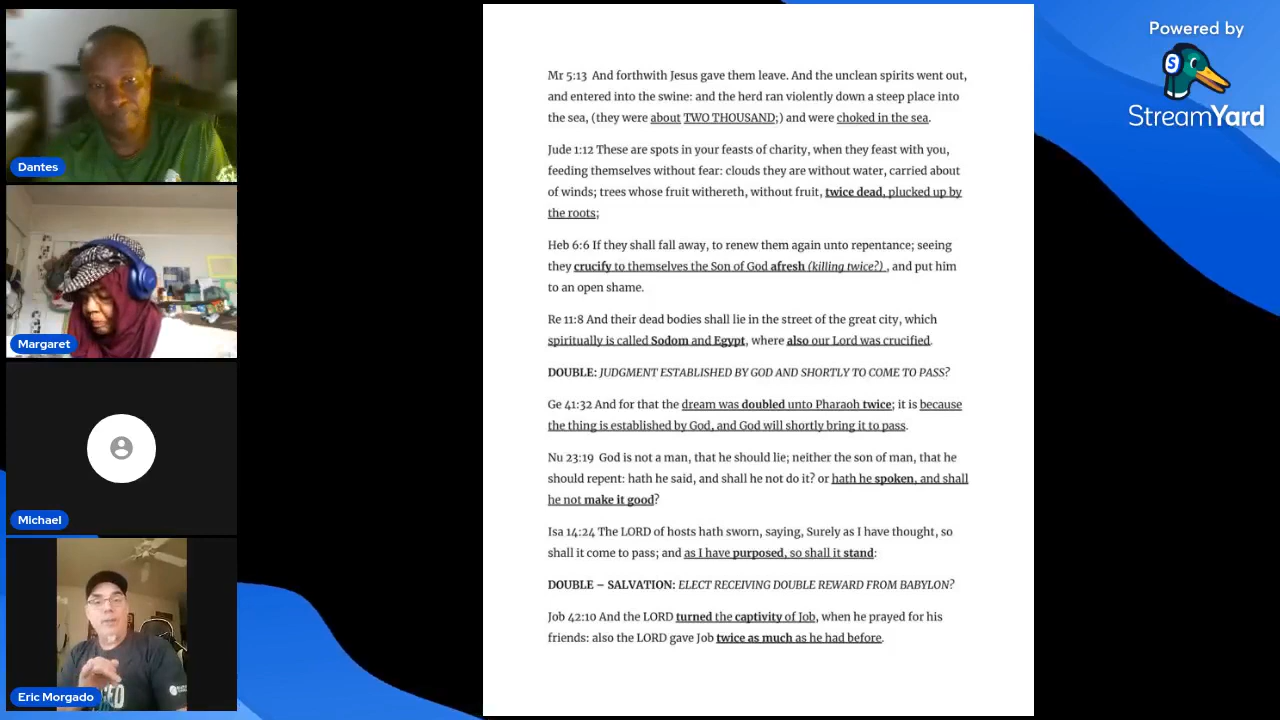 Dantes
Margaret
Michael
Eric Morgado
Mr 5:13 And forthwith Jesus gave them leave. And the unclean spirits went out,
and entered into the swine: and the herd ran violently down a steep place into
the sea, (they were about TWO THOUSAND;) and were choked in the sea.
Jude 1:12 These are spots in your feasts of charity, when they feast with you,
feeding themselves without fear: clouds they are without water, carried about
of winds; trees whose fruit withereth, without fruit, twice dead, plucked up by
the roots;
Heb 6:6 If they shall fall away, to renew them again unto repentance; seeing
they crucify to themselves the Son of God afresh (killing twice?) , and put him
to an open shame.
Re 11:8 And their dead bodies shall lie in the street of the great city, which
spiritually is called Sodom and Egypt, where also our Lord was crucified.
DOUBLE: JUDGMENT ESTABLISHED BY GOD AND SHORTLY TO COME TO PASS?
Ge 41:32 And for that the dream was doubled unto Pharaoh twice; it is because
the thing is established by God, and God will shortly bring it to pass.
Nu 23:19 God is not a man, that he should lie; neither the son of man, that he
should repent: hath he said, and shall he not do it? or hath he spoken, and shall
he not make it good?
Isa 14:24 The LORD of hosts hath sworn, saying, Surely as I have thought, so
shall it come to pass; and as I have purposed, so shall it stand:
DOUBLE – SALVATION: ELECT RECEIVING DOUBLE REWARD FROM BABYLON?
Job 42:10 And the LORD turned the captivity of Job, when he prayed for his
friends: also the LORD gave Job twice as much as he had before.
Powered by
S
StreamYard